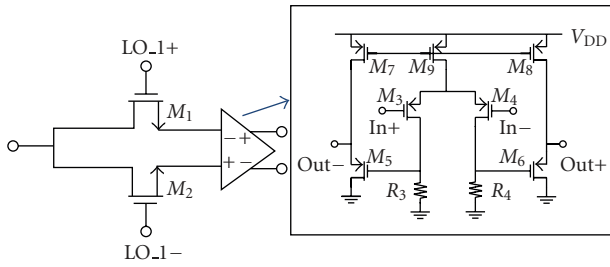 LO_1+
M1
− +
+ −
M2
LO_1−
VDD
M7
M9
M8
M3
M4
In+
In−
Out−
M5
M6
Out+
R3
R4